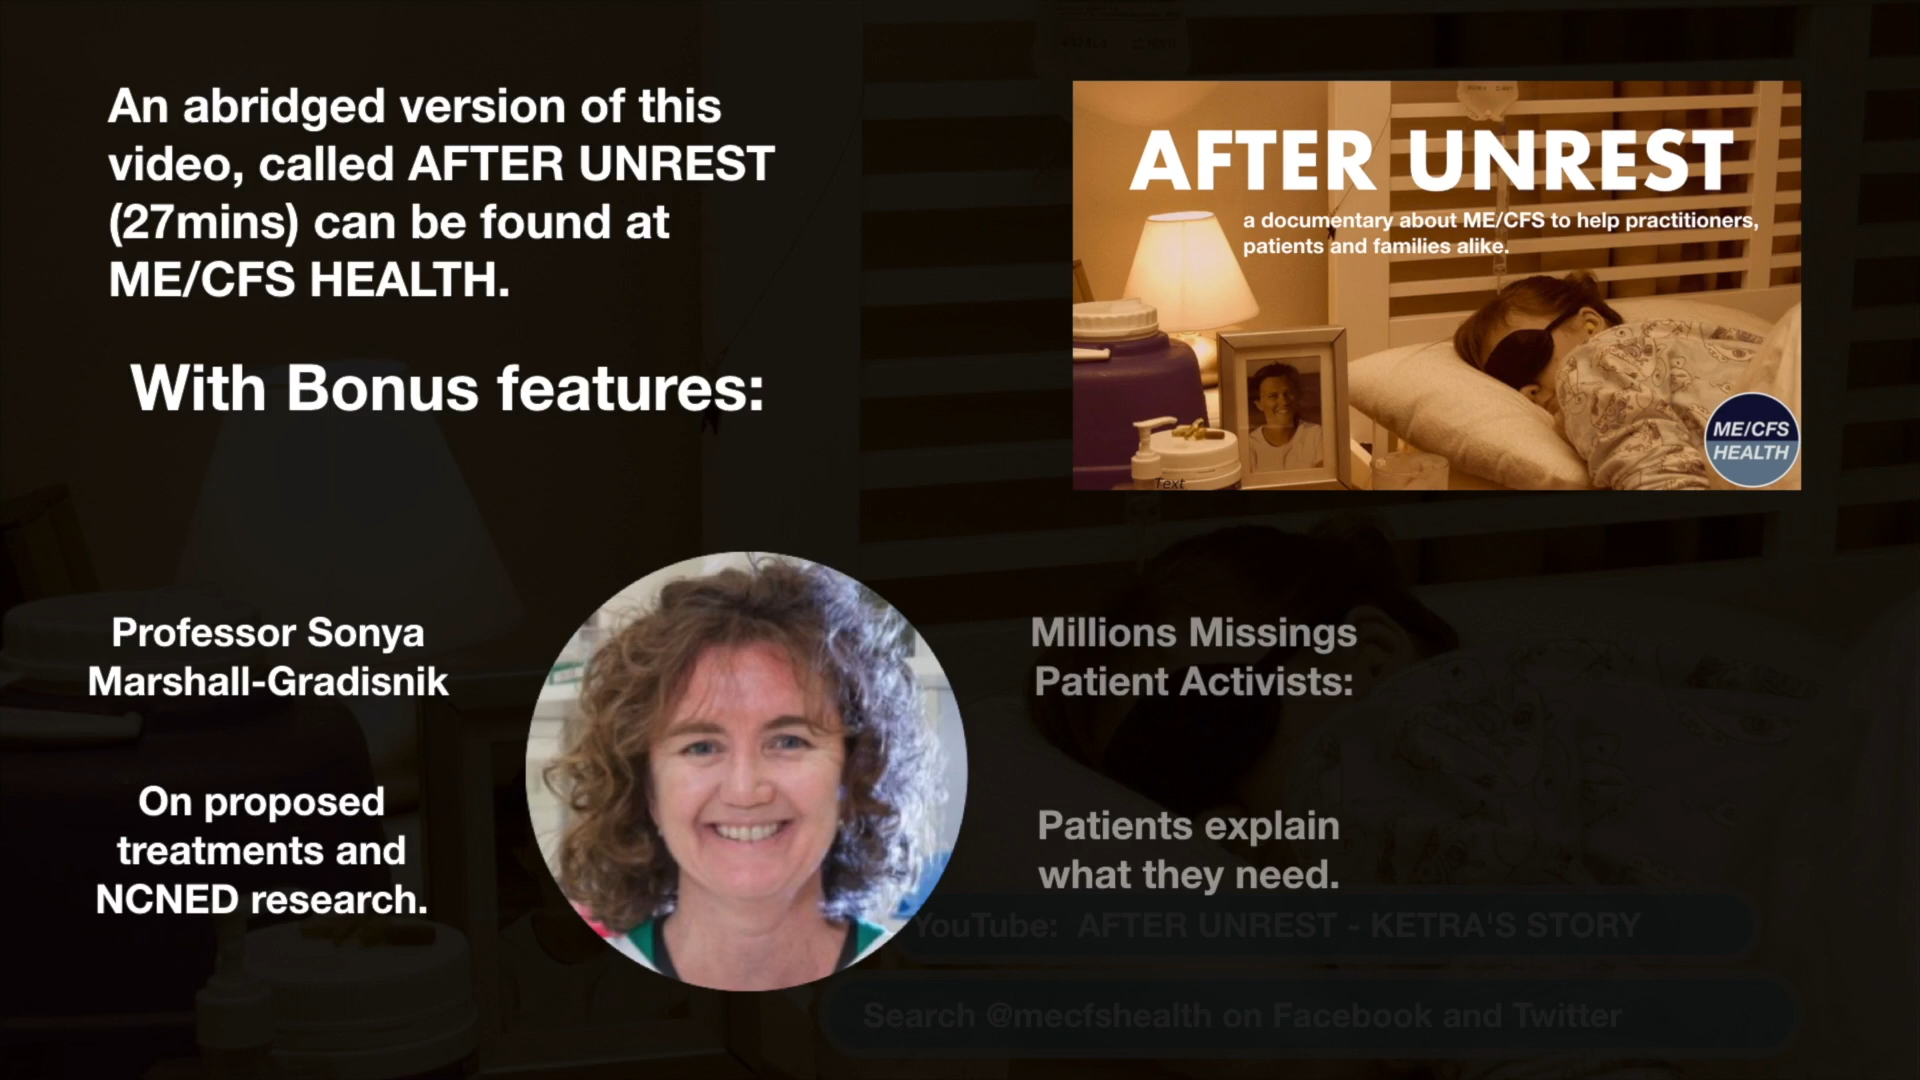 An abridged version of this
video, called AFTER UNREST
(27mins) can be found at
ME/CFS HEALTH.
With Bonus features:
AFTER UNREST
a documentary about ME/CFS to help practitioners,
patients and families alike.
ME/CFS
HEALTH
Text
Professor Sonya
Marshall-Gradisnik
On proposed
treatments and
NCNED research.
Millions Missings
Patient Activists:
Patients explain
what they need.
YouTube: AFTER UNREST - KETRA'S STORY
Search @mecfshealth on Facebook and Twitter